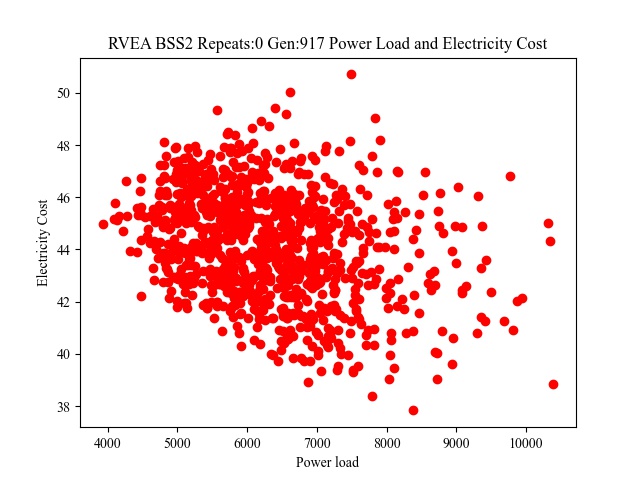 RVEA BSS2 Repeats:0 Gen:917 Power Load and Electricity Cost
50
48
46
44
42
40
38
Electricity Cost
4000 5000 6000 7000 8000 9000 10000
Power load